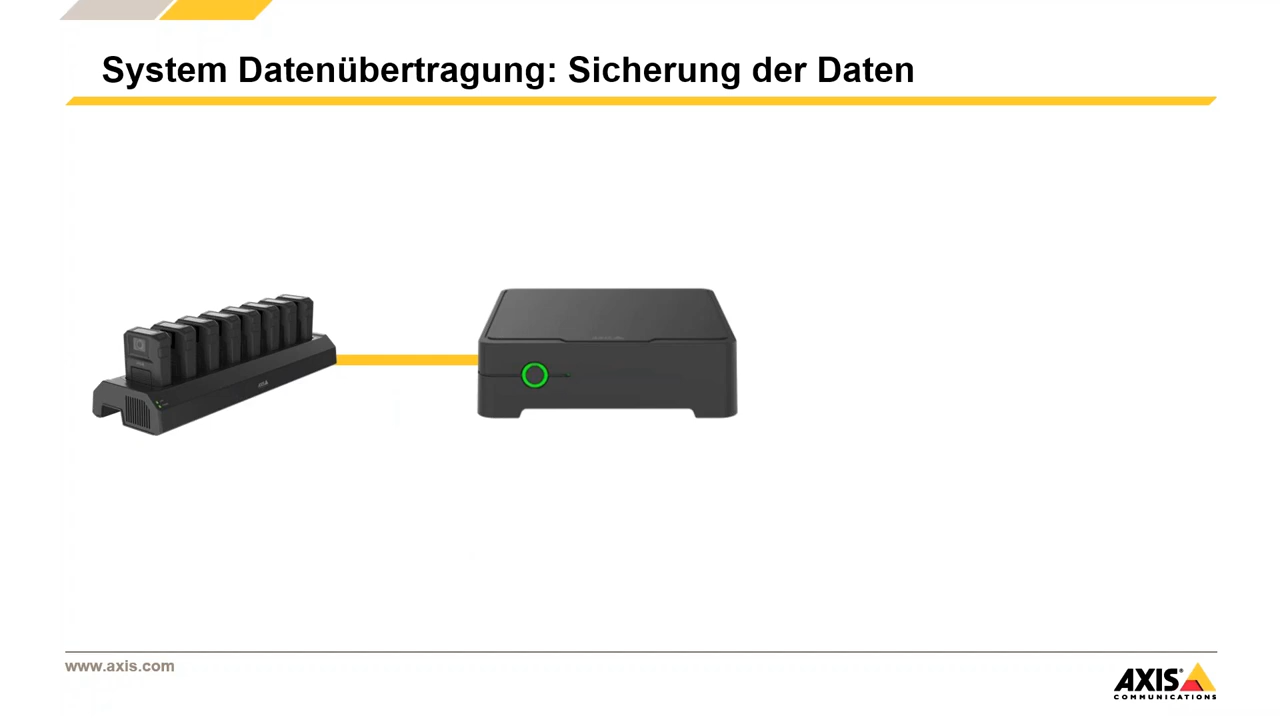 System Datenübertragung: Sicherung der Daten
www.axis.com
AXIS
COMMUNICATIONS